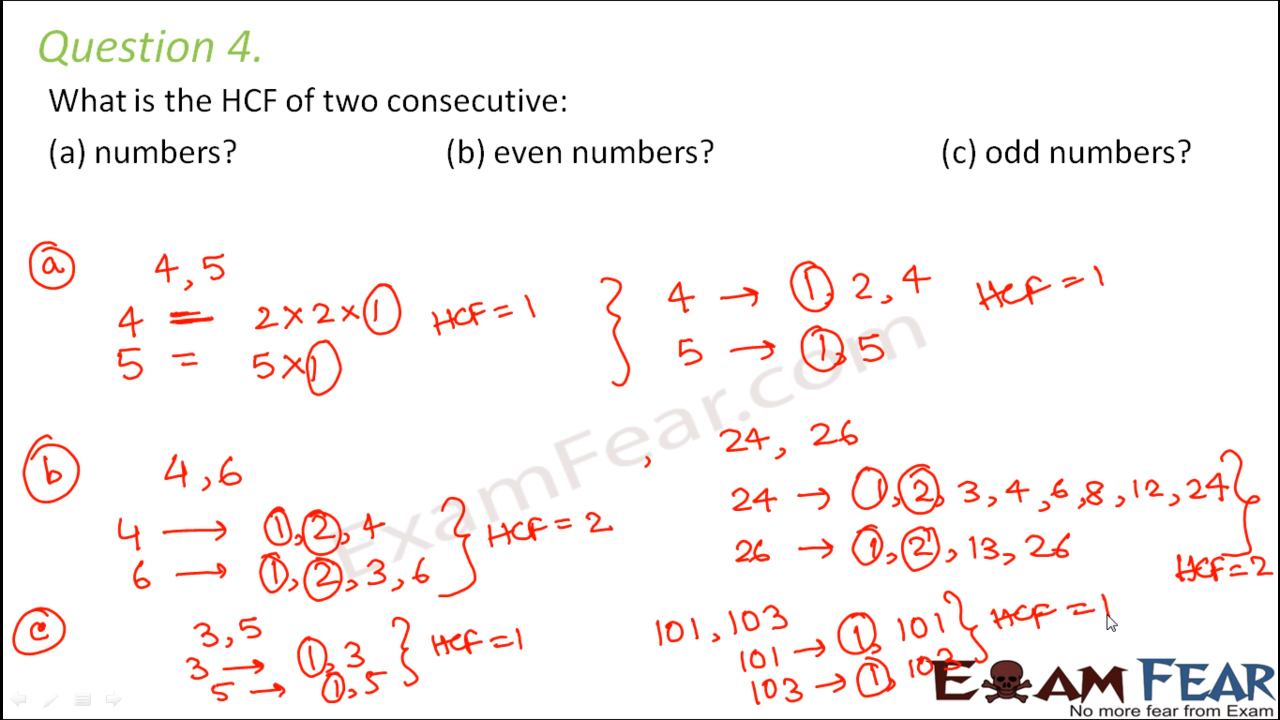 Question 4.
What is the HCF of two consecutive:
(a) numbers? (b) even numbers? (c) odd numbers?
a 4, 5
4 = 2 × 2 × 1 HCF = 1 } 4 → 1, 2, 4 HCF = 1
5 = 5 × 1 5 → 1, 5
b 4, 6 , 24, 26
4 → 1, 2, 4 } HCF = 2 24 → 1, 2, 3, 4, 6, 8, 12, 24 }
6 → 1, 2, 3, 6 26 → 1, 2, 13, 26 HCF = 2
c 3, 5 101, 103
3 → 1, 3 } HCF = 1 101 → 1, 101 } HCF = 1
5 → 1, 5 103 → 1, 103
ExamFear.com
EXAMFEAR
No more fear from Exam